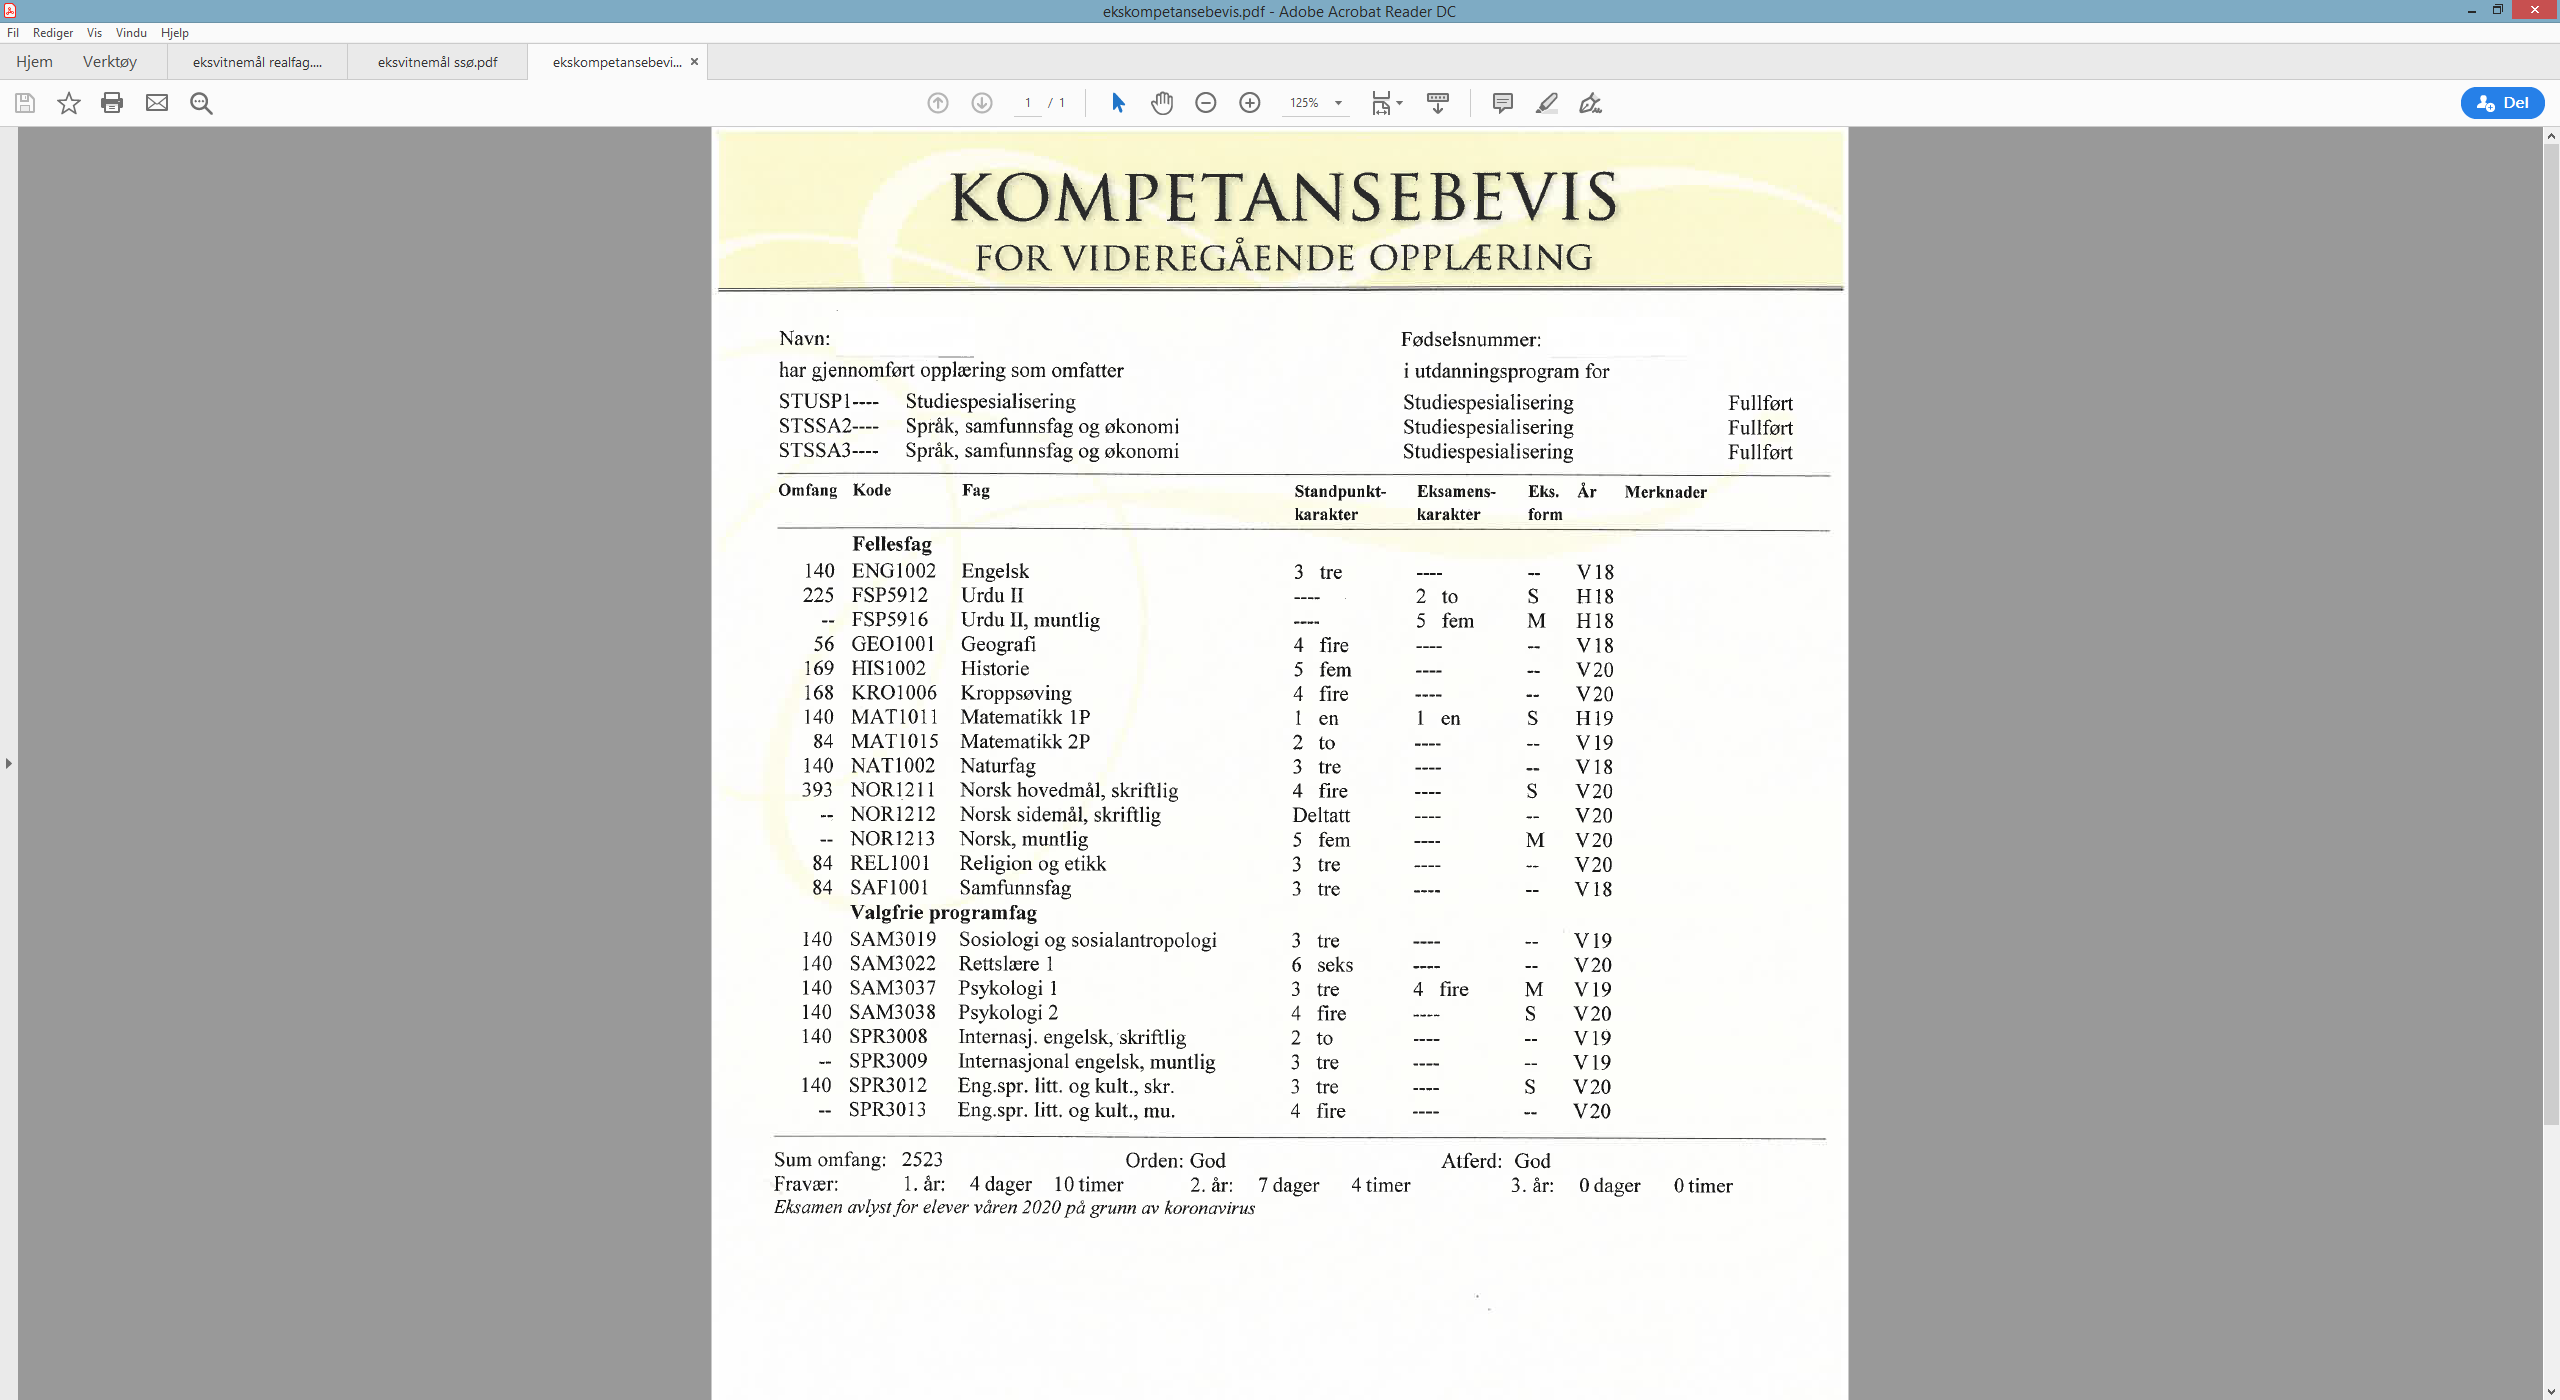 ekskompetansebevis.pdf - Adobe Acrobat Reader DC
Fil Rediger Vis Vindu Hjelp
Hjem Verktøy eksvitnemål realfag.... eksvitnemål ssø.pdf ekskompetansebevi... ×
1 / 1 125% Del
KOMPETANSEBEVIS
FOR VIDEREGÅENDE OPPLÆRING
Navn: Fødselsnummer:
har gjennomført opplæring som omfatter i utdanningsprogram for
STUSP1---- Studiespesialisering Studiespesialisering Fullført
STSSA2---- Språk, samfunnsfag og økonomi Studiespesialisering Fullført
STSSA3---- Språk, samfunnsfag og økonomi Studiespesialisering Fullført
Omfang Kode Fag Standpunkt- Eksamens- Eks. År Merknader
karakter karakter form
Fellesfag
140 ENG1002 Engelsk 3 tre ---- -- V18
225 FSP5912 Urdu II ---- 2 to S H18
-- FSP5916 Urdu II, muntlig ---- 5 fem M H18
56 GEO1001 Geografi 4 fire ---- -- V18
169 HIS1002 Historie 5 fem ---- -- V20
168 KRO1006 Kroppsøving 4 fire ---- -- V20
140 MAT1011 Matematikk 1P 1 en 1 en S H19
84 MAT1015 Matematikk 2P 2 to ---- -- V19
140 NAT1002 Naturfag 3 tre ---- -- V18
393 NOR1211 Norsk hovedmål, skriftlig 4 fire ---- S V20
-- NOR1212 Norsk sidemål, skriftlig Deltatt ---- -- V20
-- NOR1213 Norsk, muntlig 5 fem ---- M V20
84 REL1001 Religion og etikk 3 tre ---- -- V20
84 SAF1001 Samfunnsfag 3 tre ---- -- V18
Valgfrie programfag
140 SAM3019 Sosiologi og sosialantropologi 3 tre ---- -- V19
140 SAM3022 Rettslære 1 6 seks ---- -- V20
140 SAM3037 Psykologi 1 3 tre 4 fire M V19
140 SAM3038 Psykologi 2 4 fire ---- S V20
140 SPR3008 Internasj. engelsk, skriftlig 2 to ---- -- V19
-- SPR3009 Internasjonal engelsk, muntlig 3 tre ---- -- V19
140 SPR3012 Eng.spr. litt. og kult., skr. 3 tre ---- S V20
-- SPR3013 Eng.spr. litt. og kult., mu. 4 fire ---- -- V20
Sum omfang: 2523 Orden: God Atferd: God
Fravær: 1. år: 4 dager 10 timer 2. år: 7 dager 4 timer 3. år: 0 dager 0 timer
Eksamen avlyst for elever våren 2020 på grunn av koronavirus